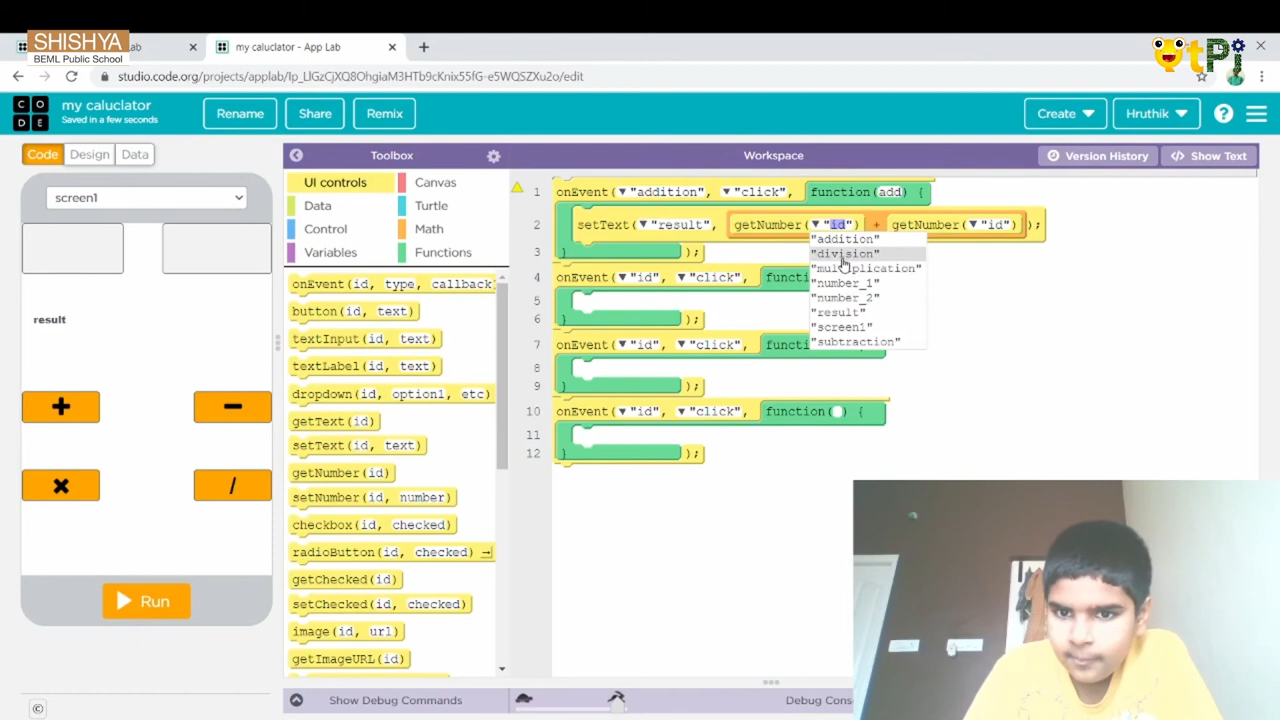 SHISHYA
BEML Public School
Lab
my caluclator - App Lab
studio.code.org/projects/applab/Ip_UGzCjXQ8OhgiaM3HTb9cKnix55fG-e5WQSZXu2o/edit
tPi
CODE
my caluclator
Saved in a few seconds
Rename
Share
Remix
Create
Hruthik
?
Code
Design
Data
Toolbox
Workspace
Version History
Show Text
screen1
UI controls
Canvas
Data
Turtle
Control
Math
Variables
Functions
1
onEvent(▼"addition", ▼"click", function(add) {
2
setText(▼"result", getNumber(▼"id") + getNumber(▼"id"));
3
} );
"addition"
"division"
"multiplication"
"number_1"
"number_2"
"result"
"screen1"
"subtraction"
4
onEvent(▼"id", ▼"click",
5
6
} );
7
onEvent(▼"id", ▼"click",
8
9
} );
10
onEvent(▼"id", ▼"click", function( ) {
11
12
} );
result
+
−
×
/
Run
onEvent(id, type, callback)
button(id, text)
textInput(id, text)
textLabel(id, text)
dropdown(id, option1, etc)
getText(id)
setText(id, text)
getNumber(id)
setNumber(id, number)
checkbox(id, checked)
radioButton(id, checked)
getChecked(id)
setChecked(id, checked)
image(id, url)
getImageURL(id)
©
Show Debug Commands
Debug